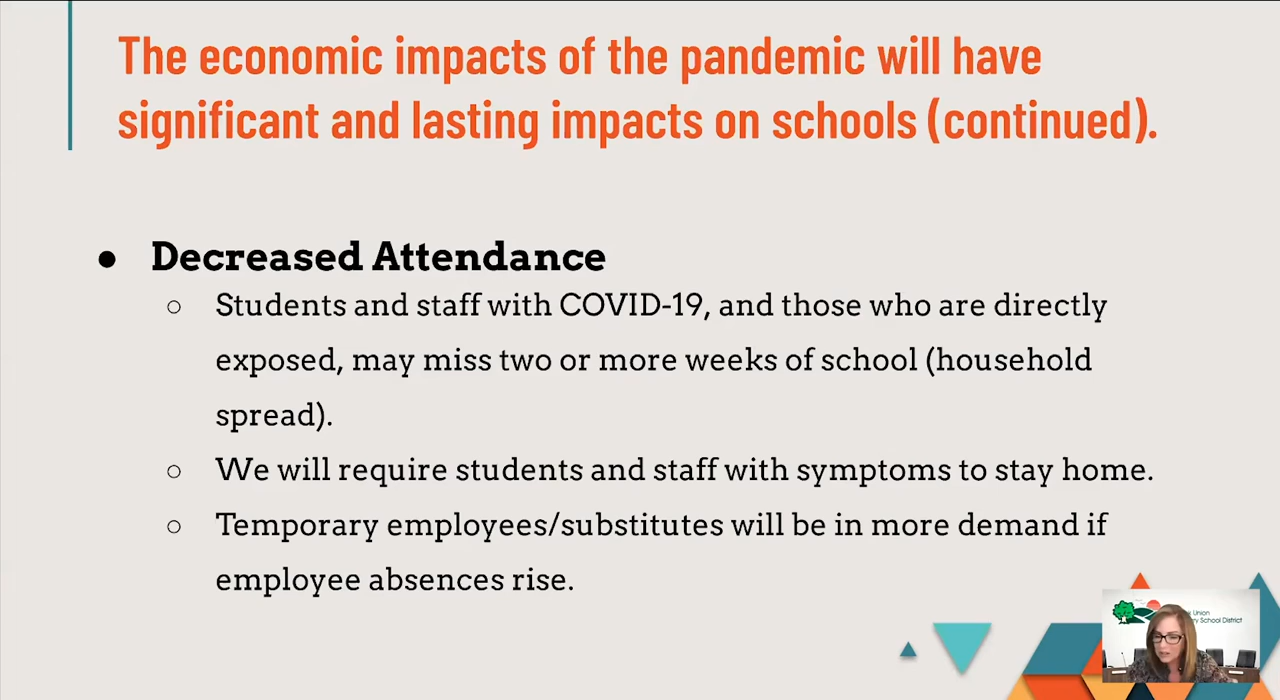 The economic impacts of the pandemic will have
significant and lasting impacts on schools (continued).
● Decreased Attendance
○ Students and staff with COVID-19, and those who are directly
exposed, may miss two or more weeks of school (household
spread).
○ We will require students and staff with symptoms to stay home.
○ Temporary employees/substitutes will be in more demand if
employee absences rise.
Union
School District